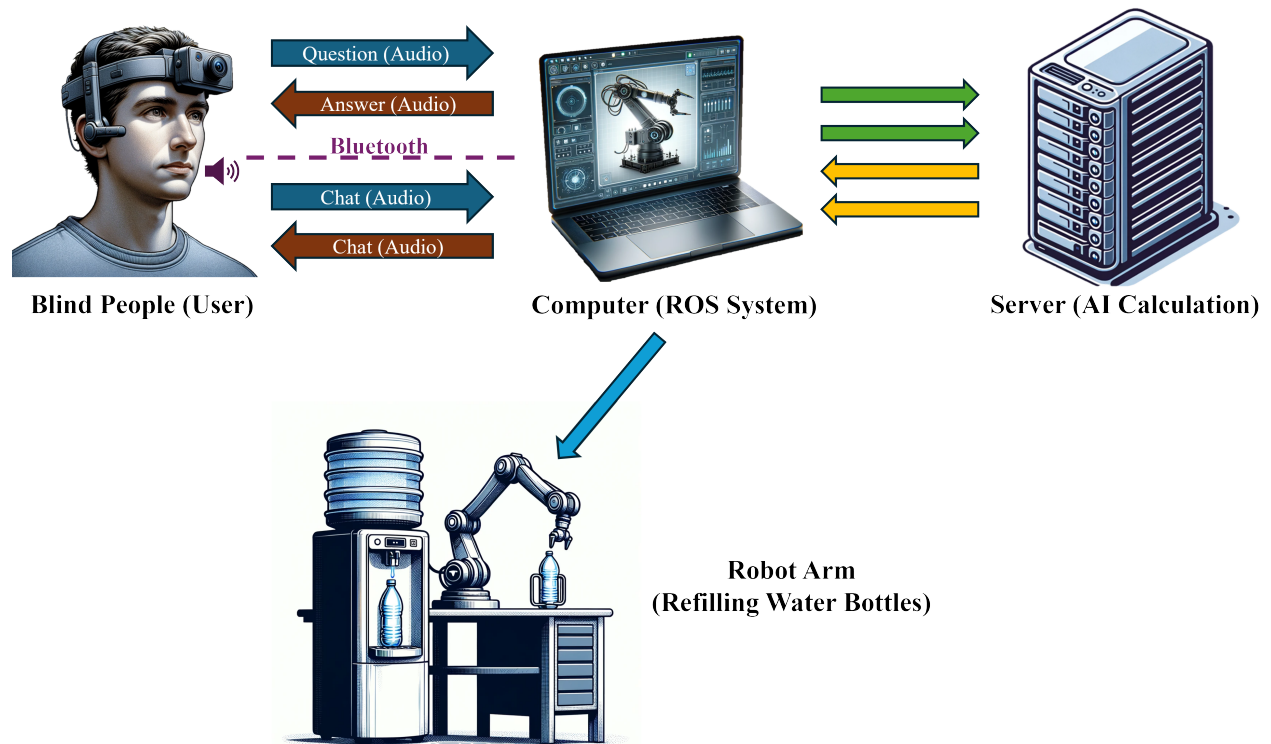 Question (Audio)
Answer (Audio)
Bluetooth
Chat (Audio)
Chat (Audio)
Blind People (User)
Computer (ROS System)
Server (AI Calculation)
Robot Arm
(Refilling Water Bottles)